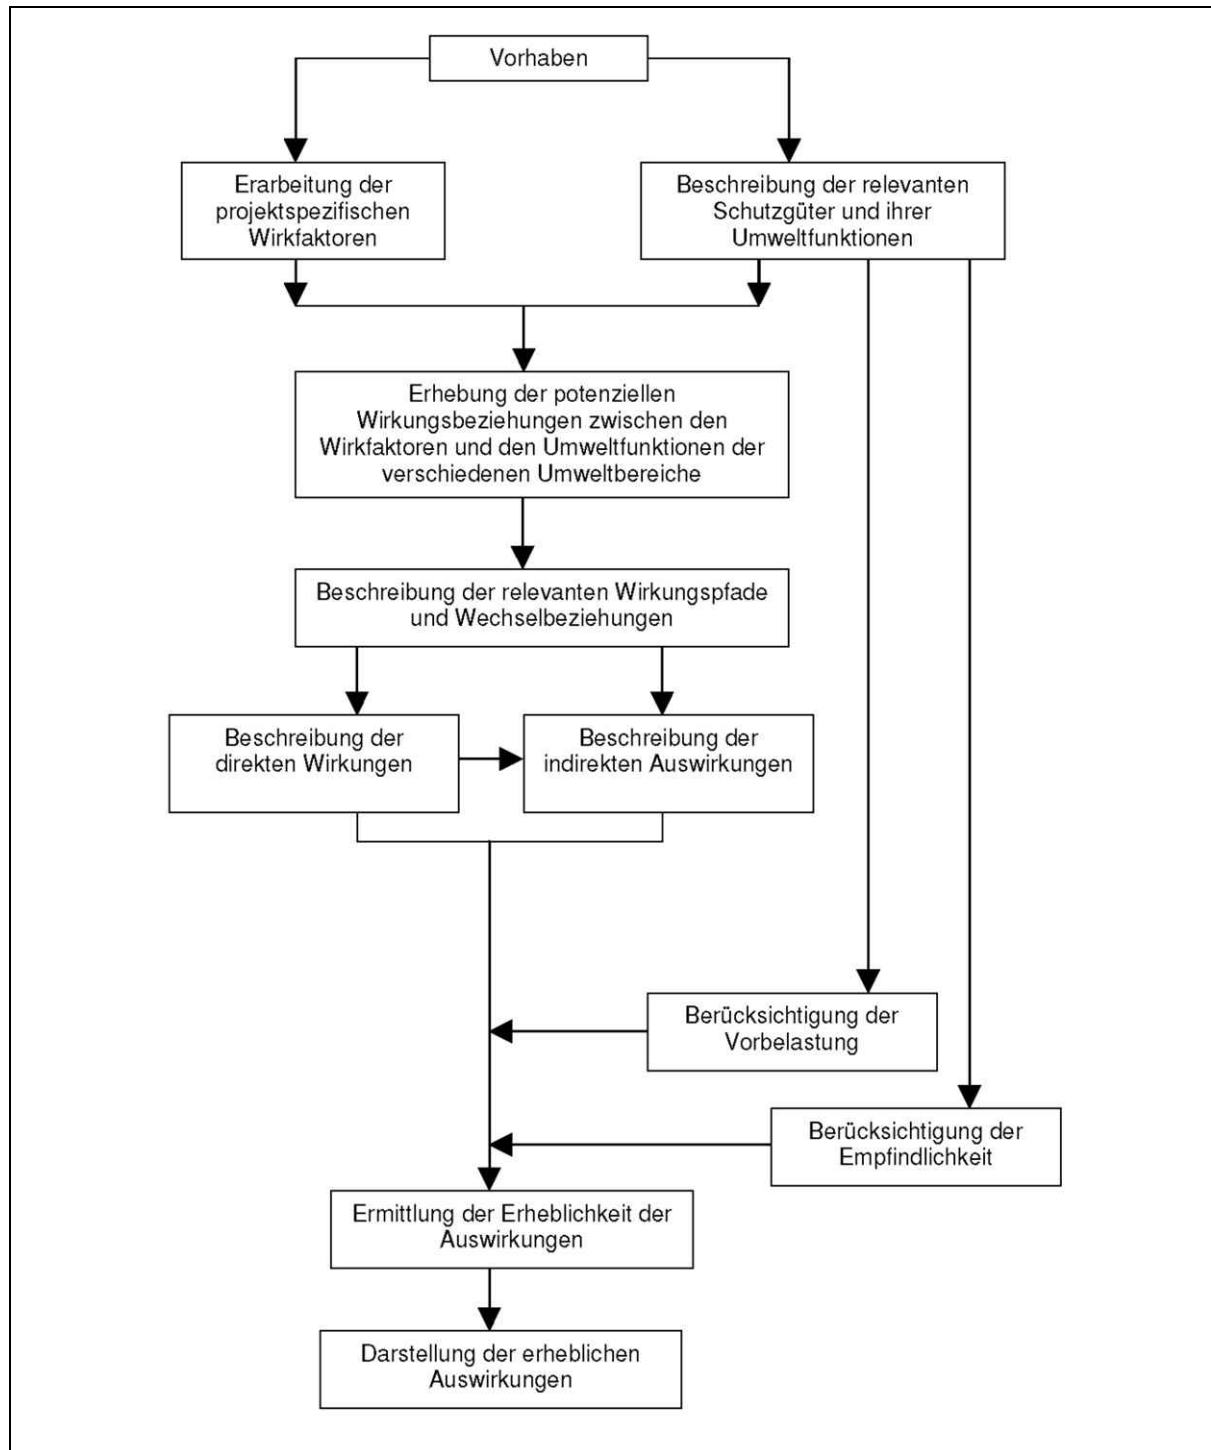 Vorhaben
Erarbeitung der
projektspezifischen
Wirkfaktoren
Beschreibung der relevanten
Schutzgüter und ihrer
Umweltfunktionen
Erhebung der potenziellen
Wirkungsbeziehungen zwischen den
Wirkfaktoren und den Umweltfunktionen der
verschiedenen Umweltbereiche
Beschreibung der relevanten Wirkungspfade
und Wechselbeziehungen
Beschreibung der
direkten Wirkungen
Beschreibung der
indirekten Auswirkungen
Berücksichtigung der
Vorbelastung
Berücksichtigung der
Empfindlichkeit
Ermittlung der Erheblichkeit der
Auswirkungen
Darstellung der erheblichen
Auswirkungen